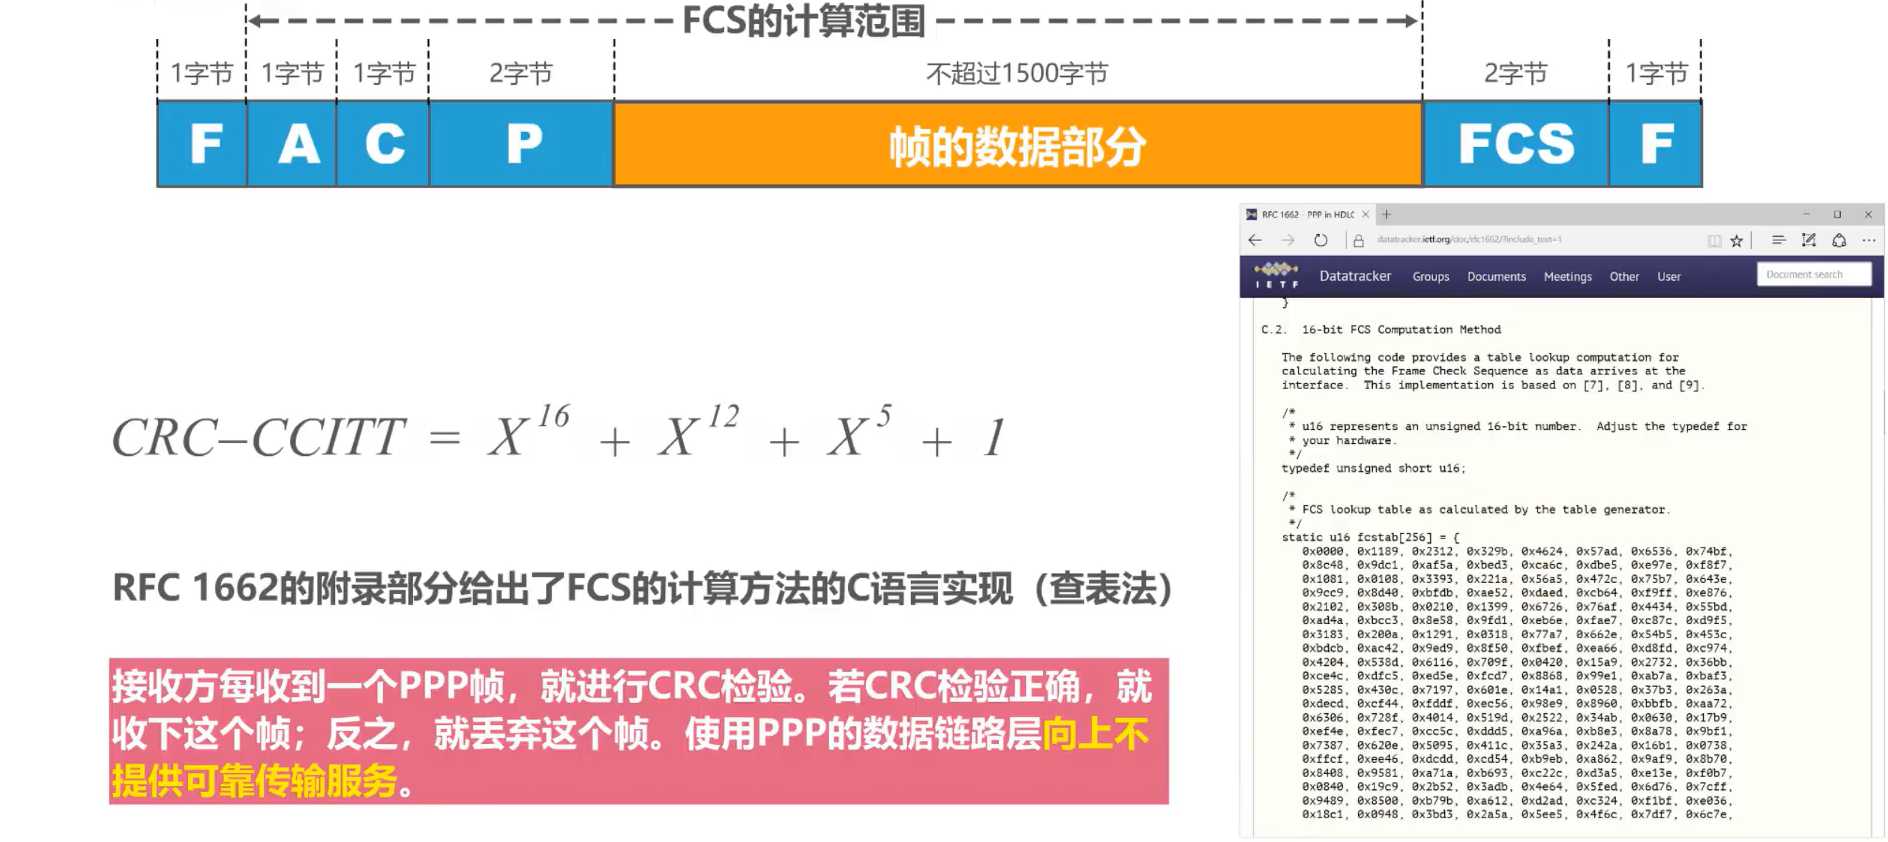 FCS的计算范围
1字节 1字节 1字节 2字节 不超过1500字节 2字节 1字节
F A C P 帧的数据部分 FCS F
CRC–CCITT = X^16 + X^12 + X^5 + 1
RFC 1662的附录部分给出了FCS的计算方法的C语言实现（查表法）
接收方每收到一个PPP帧，就进行CRC检验。若CRC检验正确，就
收下这个帧；反之，就丢弃这个帧。使用PPP的数据链路层向上不
提供可靠传输服务。
RFC 1662 - PPP in HDLC
datatracker.ietf.org/doc/rfc1662/?include_text=1
IETF Datatracker Groups Documents Meetings Other User Document search
}
C.2. 16-bit FCS Computation Method
The following code provides a table lookup computation for
calculating the Frame Check Sequence as data arrives at the
interface. This implementation is based on [7], [8], and [9].
/*
* u16 represents an unsigned 16-bit number. Adjust the typedef for
* your hardware.
*/
typedef unsigned short u16;
/*
* FCS lookup table as calculated by the table generator.
*/
static u16 fcstab[256] = {
0x0000, 0x1189, 0x2312, 0x329b, 0x4624, 0x57ad, 0x6536, 0x74bf,
0x8c48, 0x9dc1, 0xaf5a, 0xbed3, 0xca6c, 0xdbe5, 0xe97e, 0xf8f7,
0x1081, 0x0108, 0x3393, 0x221a, 0x56a5, 0x472c, 0x75b7, 0x643e,
0x9cc9, 0x8d40, 0xbfdb, 0xae52, 0xdaed, 0xcb64, 0xf9ff, 0xe876,
0x2102, 0x308b, 0x0210, 0x1399, 0x6726, 0x76af, 0x4434, 0x55bd,
0xad4a, 0xbcc3, 0x8e58, 0x9fd1, 0xeb6e, 0xfae7, 0xc87c, 0xd9f5,
0x3183, 0x200a, 0x1291, 0x0318, 0x77a7, 0x662e, 0x54b5, 0x453c,
0xbdcb, 0xac42, 0x9ed9, 0x8f50, 0xfbef, 0xea66, 0xd8fd, 0xc974,
0x4204, 0x538d, 0x6116, 0x709f, 0x0420, 0x15a9, 0x2732, 0x36bb,
0xce4c, 0xdfc5, 0xed5e, 0xfcd7, 0x8868, 0x99e1, 0xab7a, 0xbaf3,
0x5285, 0x430c, 0x7197, 0x601e, 0x14a1, 0x0528, 0x37b3, 0x263a,
0xdecd, 0xcf44, 0xfddf, 0xec56, 0x98e9, 0x8960, 0xbbfb, 0xaa72,
0x6306, 0x728f, 0x4014, 0x519d, 0x2522, 0x34ab, 0x0630, 0x17b9,
0xef4e, 0xfec7, 0xcc5c, 0xddd5, 0xa96a, 0xb8e3, 0x8a78, 0x9bf1,
0x7387, 0x620e, 0x5095, 0x411c, 0x35a3, 0x242a, 0x16b1, 0x0738,
0xffcf, 0xee46, 0xdcdd, 0xcd54, 0xb9eb, 0xa862, 0x9af9, 0x8b70,
0x8408, 0x9581, 0xa71a, 0xb693, 0xc22c, 0xd3a5, 0xe13e, 0xf0b7,
0x0840, 0x19c9, 0x2b52, 0x3adb, 0x4e64, 0x5fed, 0x6d76, 0x7cff,
0x9489, 0x8500, 0xb79b, 0xa612, 0xd2ad, 0xc324, 0xf1bf, 0xe036,
0x18c1, 0x0948, 0x3bd3, 0x2a5a, 0x5ee5, 0x4f6c, 0x7df7, 0x6c7e,